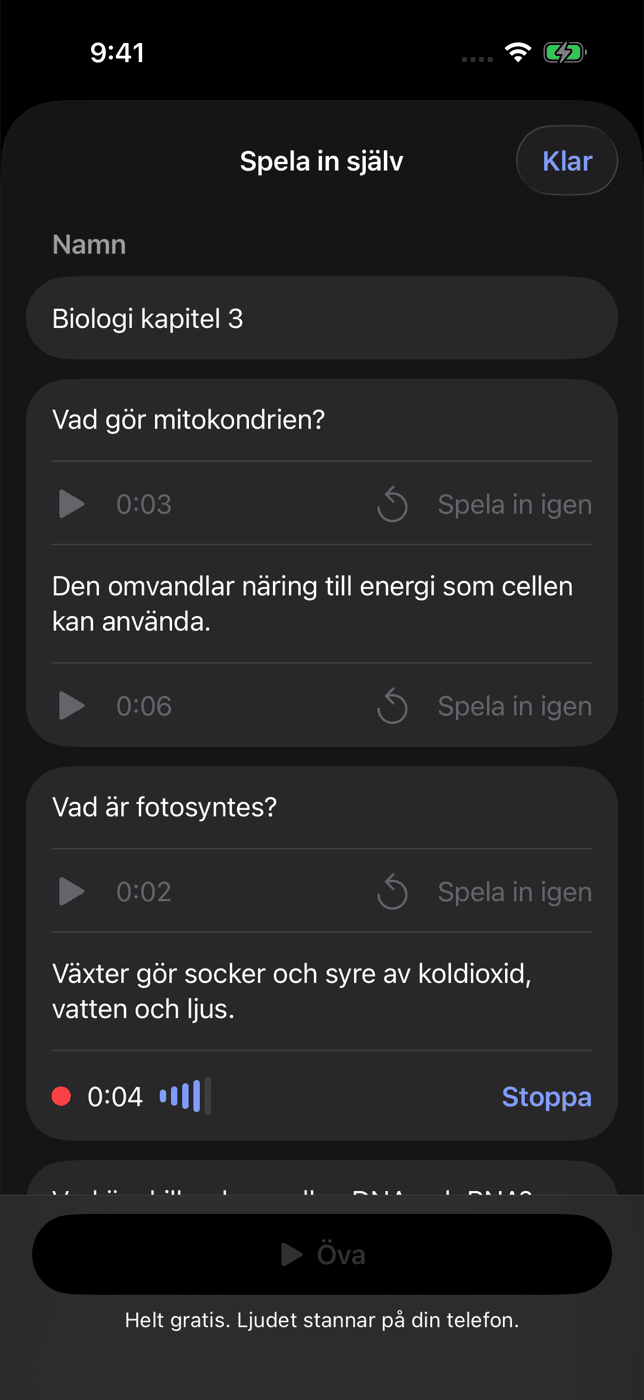 9:41
Spela in själv
Klar
Namn
Biologi kapitel 3
Vad gör mitokondrien?
0:03
Spela in igen
Den omvandlar näring till energi som cellen
kan använda.
0:06
Spela in igen
Vad är fotosyntes?
0:02
Spela in igen
Växter gör socker och syre av koldioxid,
vatten och ljus.
0:04
Stoppa
DNA
RNA?
Öva
Helt gratis. Ljudet stannar på din telefon.